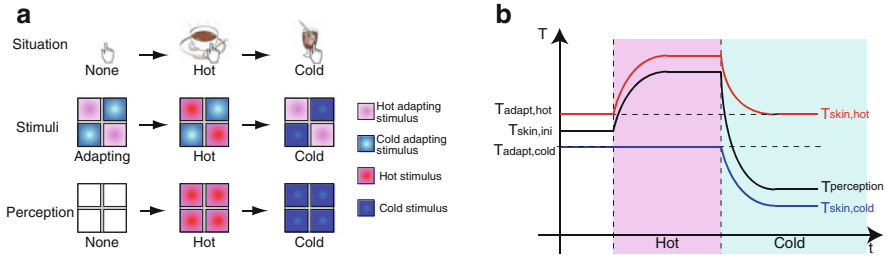 a
Situation
None
Hot
Cold
Stimuli
Adapting
Hot
Cold
Hot adapting
stimulus
Cold adapting
stimulus
Hot stimulus
Cold stimulus
Perception
None
Hot
Cold
b
T
Tadapt,hot
Tskin,ini
Tadapt,cold
Tskin,hot
Tperception
Tskin,cold
Hot
Cold
t